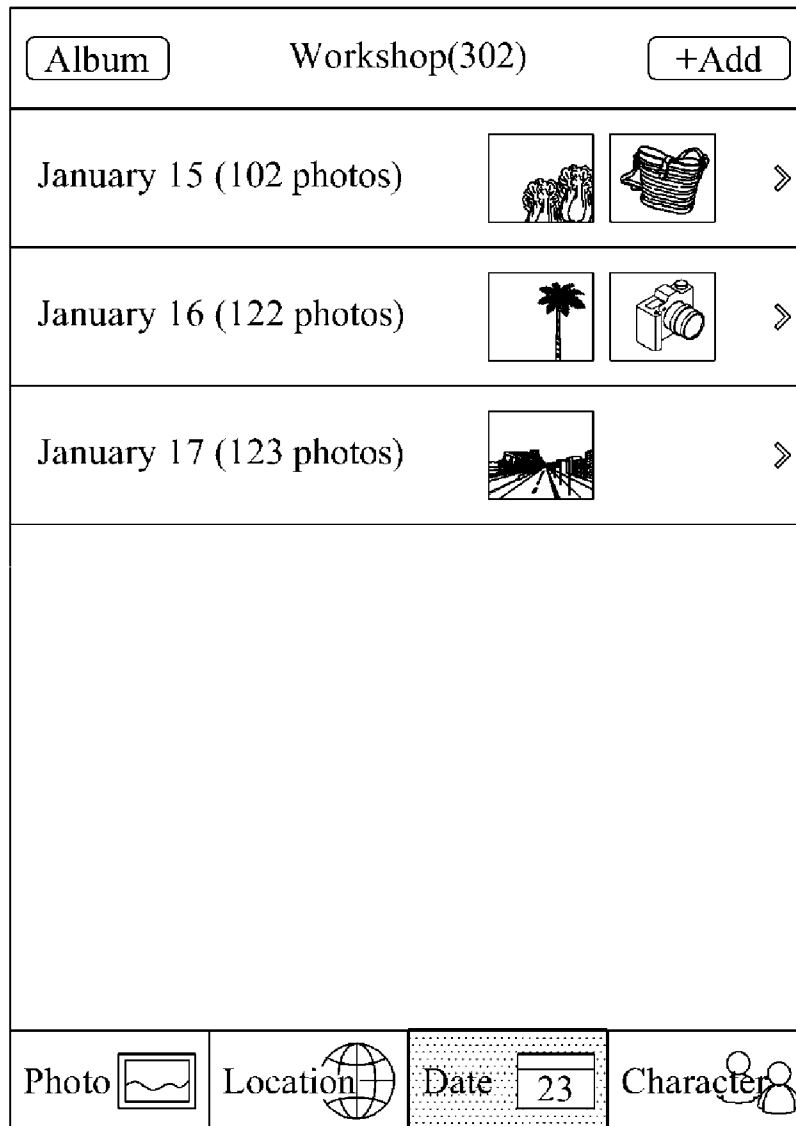 Album Workshop(302) +Add
January 15 (102 photos)
January 16 (122 photos)
January 17 (123 photos)
Photo Location Date 23 Character